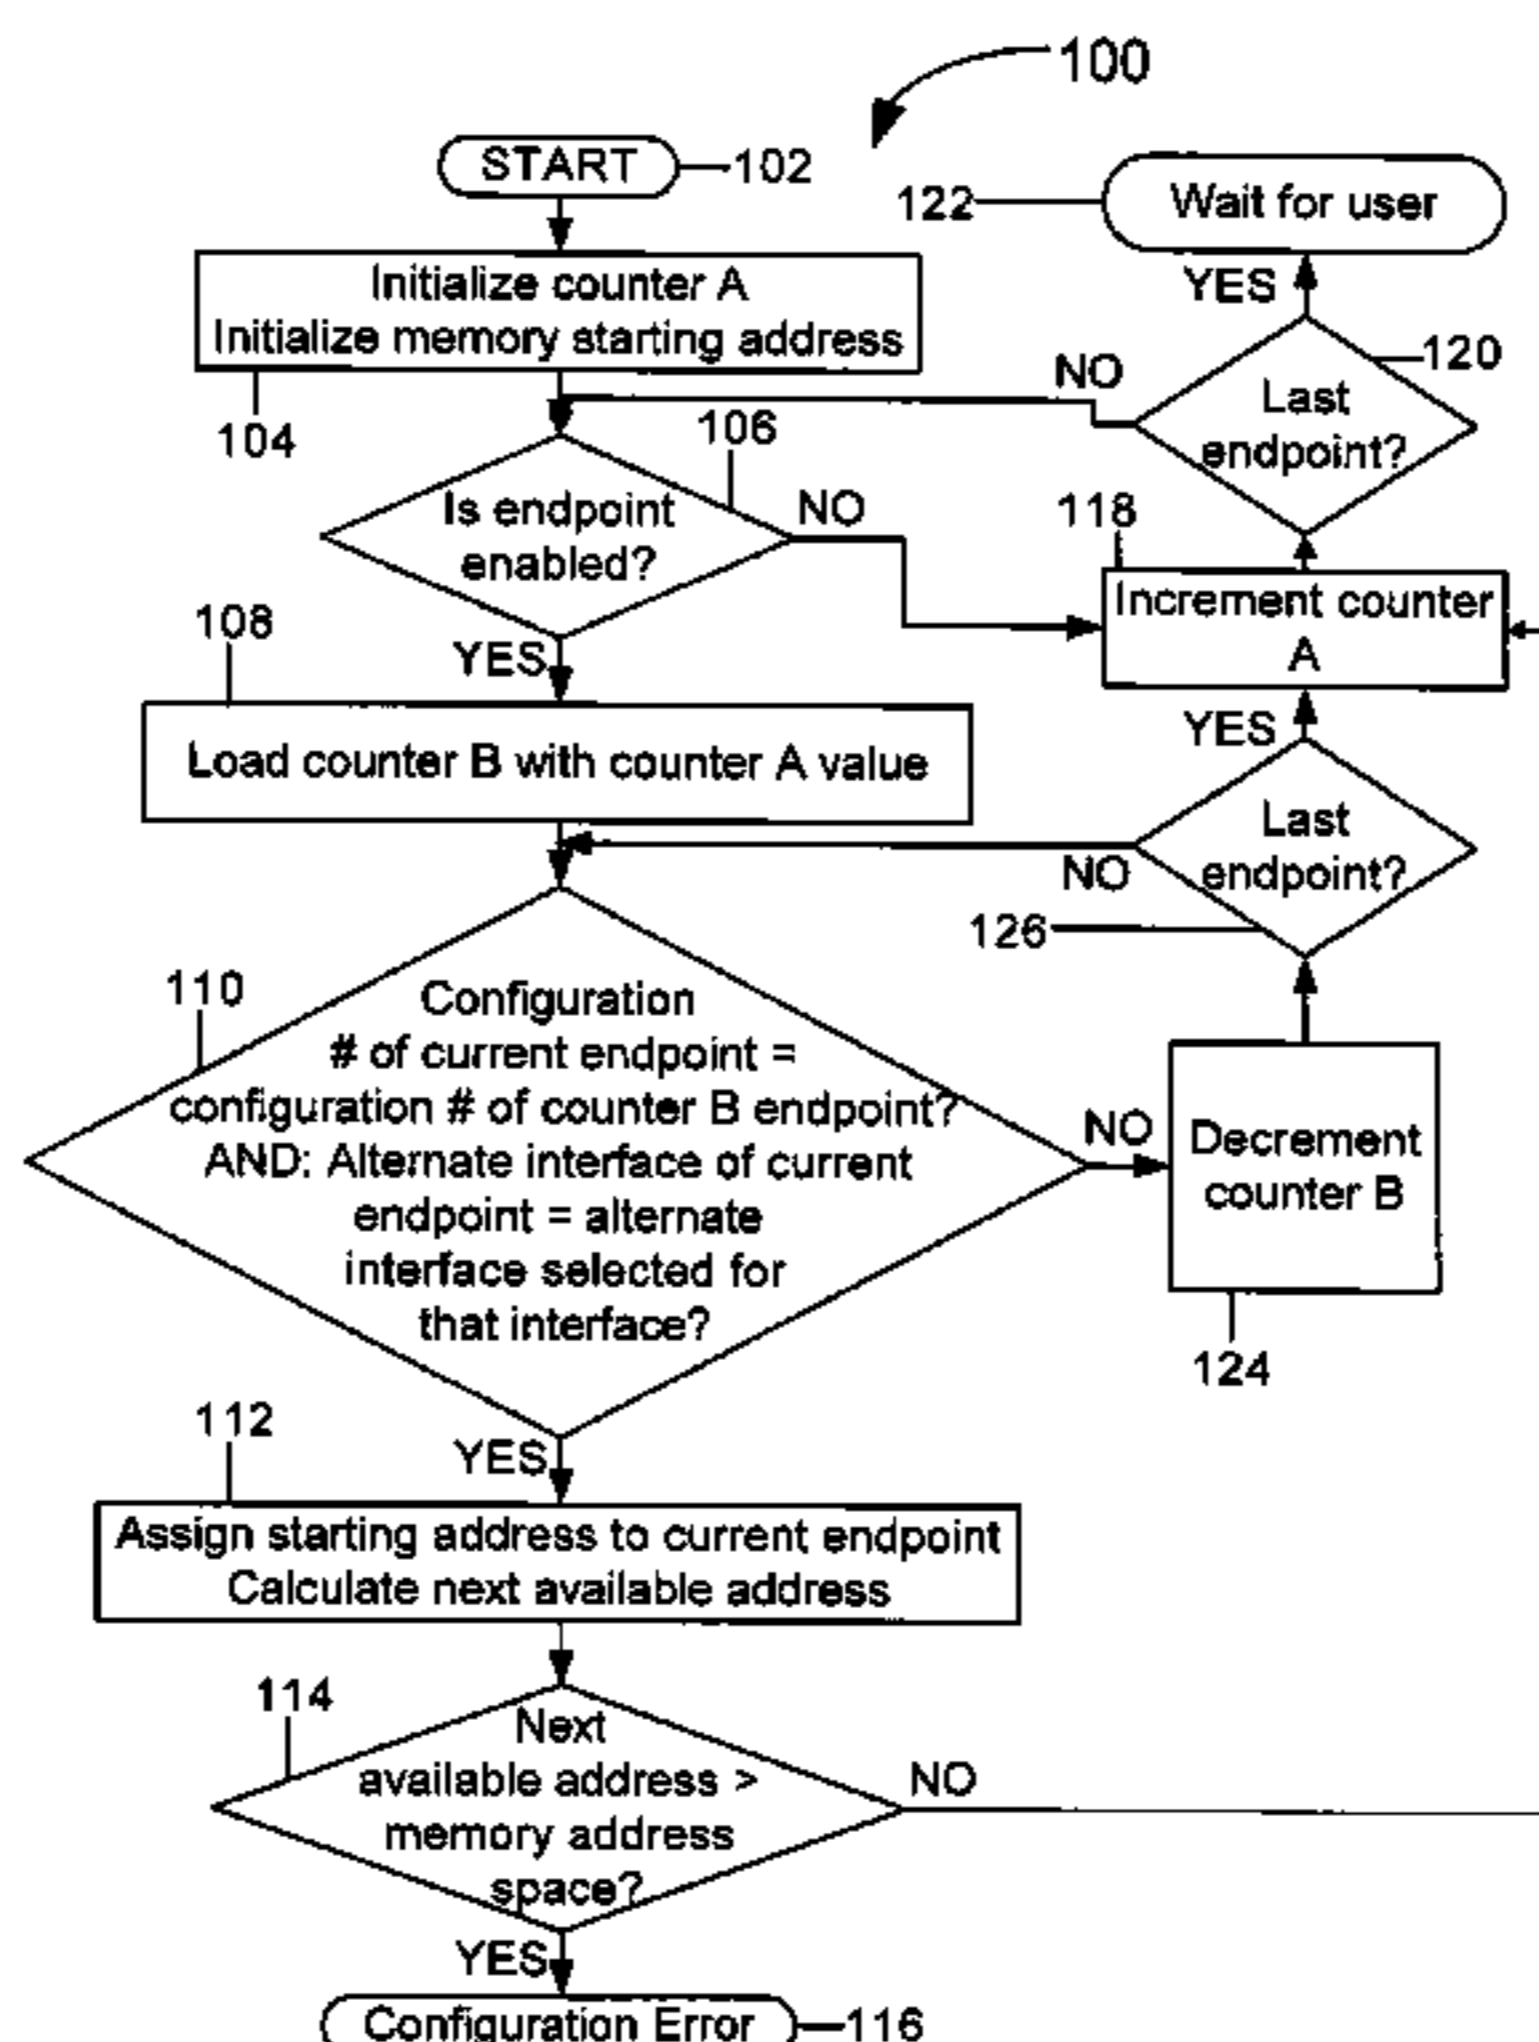 100
START
102
122
Wait for user
YES
Initialize counter A
Initialize memory starting address
104
NO
120
Last
endpoint?
106
Is endpoint
enabled?
NO
118
Increment counter
A
108
YES
YES
Load counter B with counter A value
Last
endpoint?
NO
126
110
Configuration
# of current endpoint =
configuration # of counter B endpoint?
AND: Alternate interface of current
endpoint = alternate
interface selected for
that interface?
NO
Decrement
counter B
124
112
YES
Assign starting address to current endpoint
Calculate next available address
114
Next
available address >
memory address
space?
NO
YES
Configuration Error
116